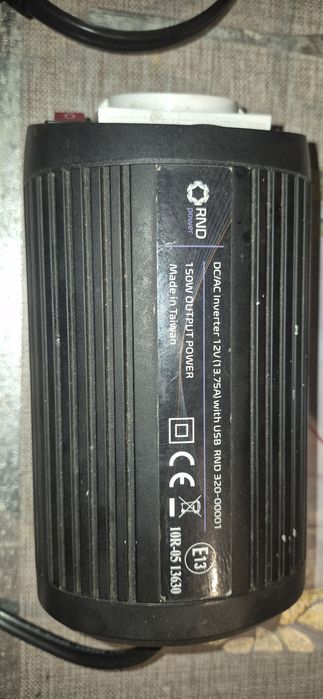 RND
power
DC/AC Inverter 12V (13.75A) with USB RND 320-00001
150W OUTPUT POWER
Made in Taiwan
CE
E13
10R-05 13630